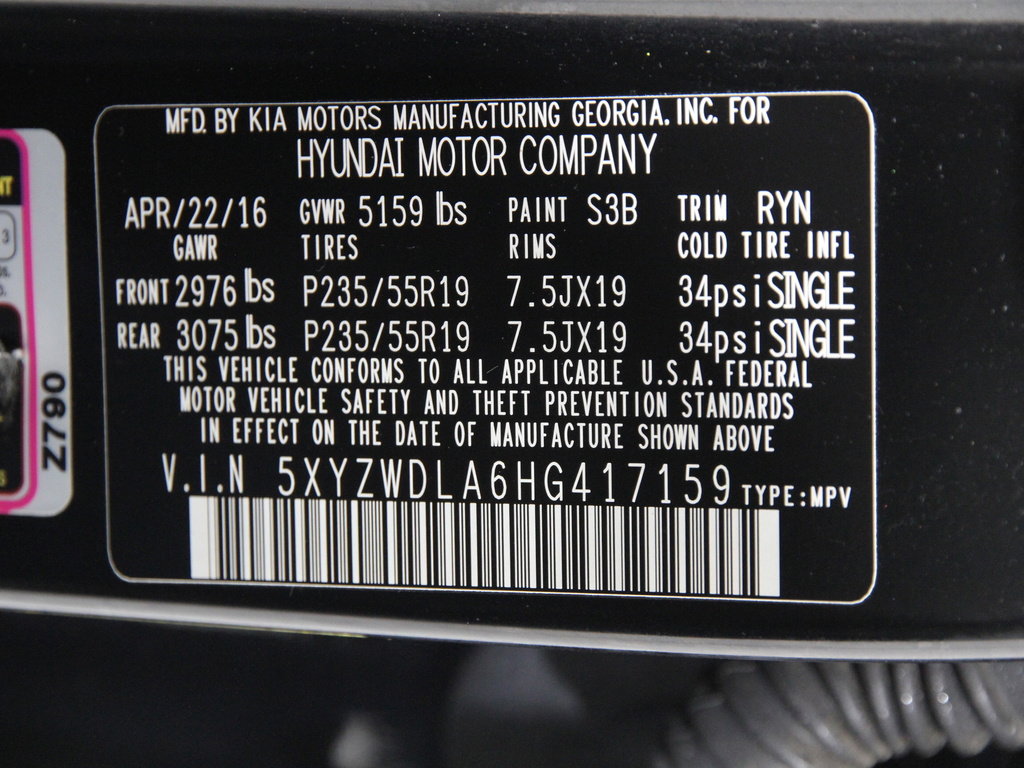 MFD. BY KIA MOTORS MANUFACTURING GEORGIA. INC. FOR
HYUNDAI MOTOR COMPANY
APR/22/16 GVWR 5159 lbs PAINT S3B TRIM RYN
GAWR TIRES RIMS COLD TIRE INFL
FRONT 2976 lbs P235/55R19 7.5JX19 34psi SINGLE
REAR 3075 lbs P235/55R19 7.5JX19 34psi SINGLE
THIS VEHICLE CONFORMS TO ALL APPLICABLE U.S.A. FEDERAL
MOTOR VEHICLE SAFETY AND THEFT PREVENTION STANDARDS
IN EFFECT ON THE DATE OF MANUFACTURE SHOWN ABOVE
V.I.N 5XYZWDLA6HG417159 TYPE:MPV
Z790
3